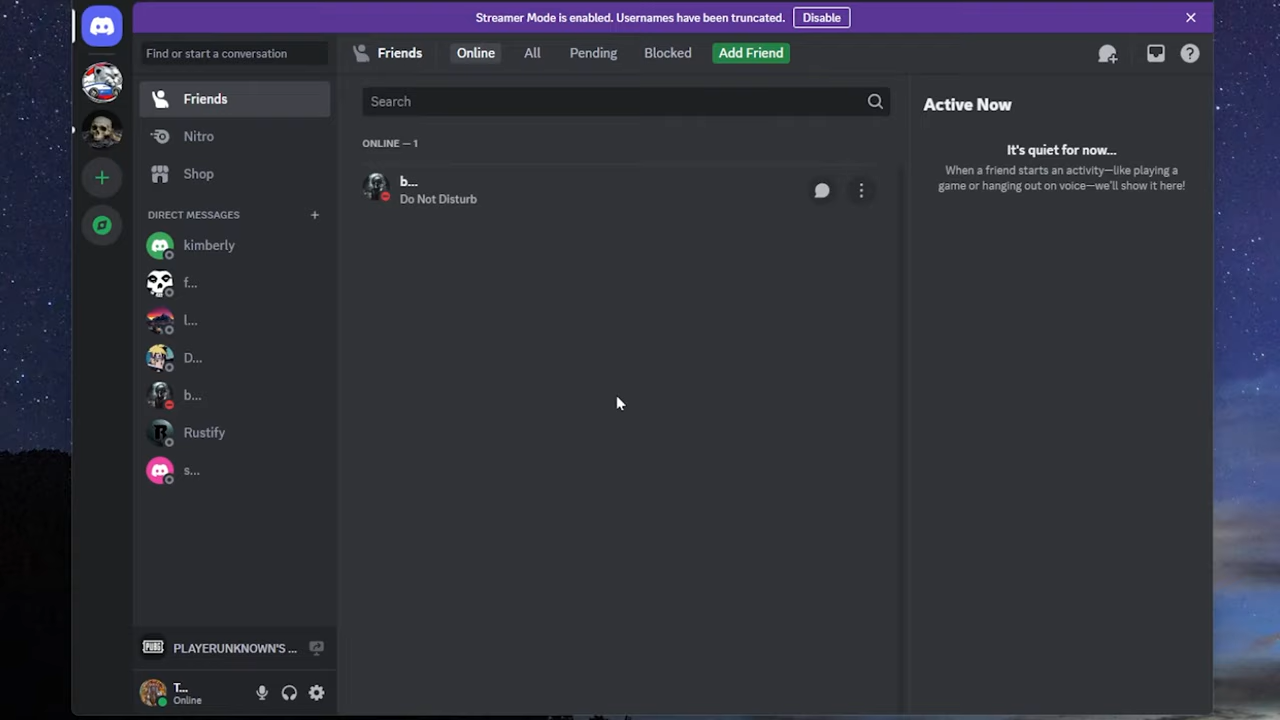 Streamer Mode is enabled. Usernames have been truncated. Disable
Find or start a conversation
Friends
Nitro
Shop
DIRECT MESSAGES
kimberly
f...
l...
D...
b...
Rustify
s...
PUBG PLAYERUNKNOWN'S ...
T...
Online
Friends Online All Pending Blocked Add Friend
Search
ONLINE — 1
b...
Do Not Disturb
Active Now
It's quiet for now...
When a friend starts an activity—like playing a
game or hanging out on voice—we'll show it here!